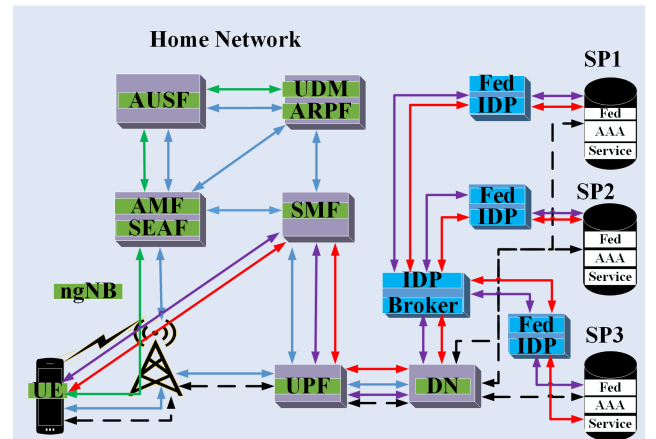 Home Network
SP1
AUSF
UDM
ARPF
Fed
IDP
Fed
AAA
Service
AMF
SEAF
SMF
Fed
IDP
SP2
Fed
AAA
Service
ngNB
IDP
Broker
Fed
IDP
SP3
UE
UPF
DN
Fed
AAA
Service